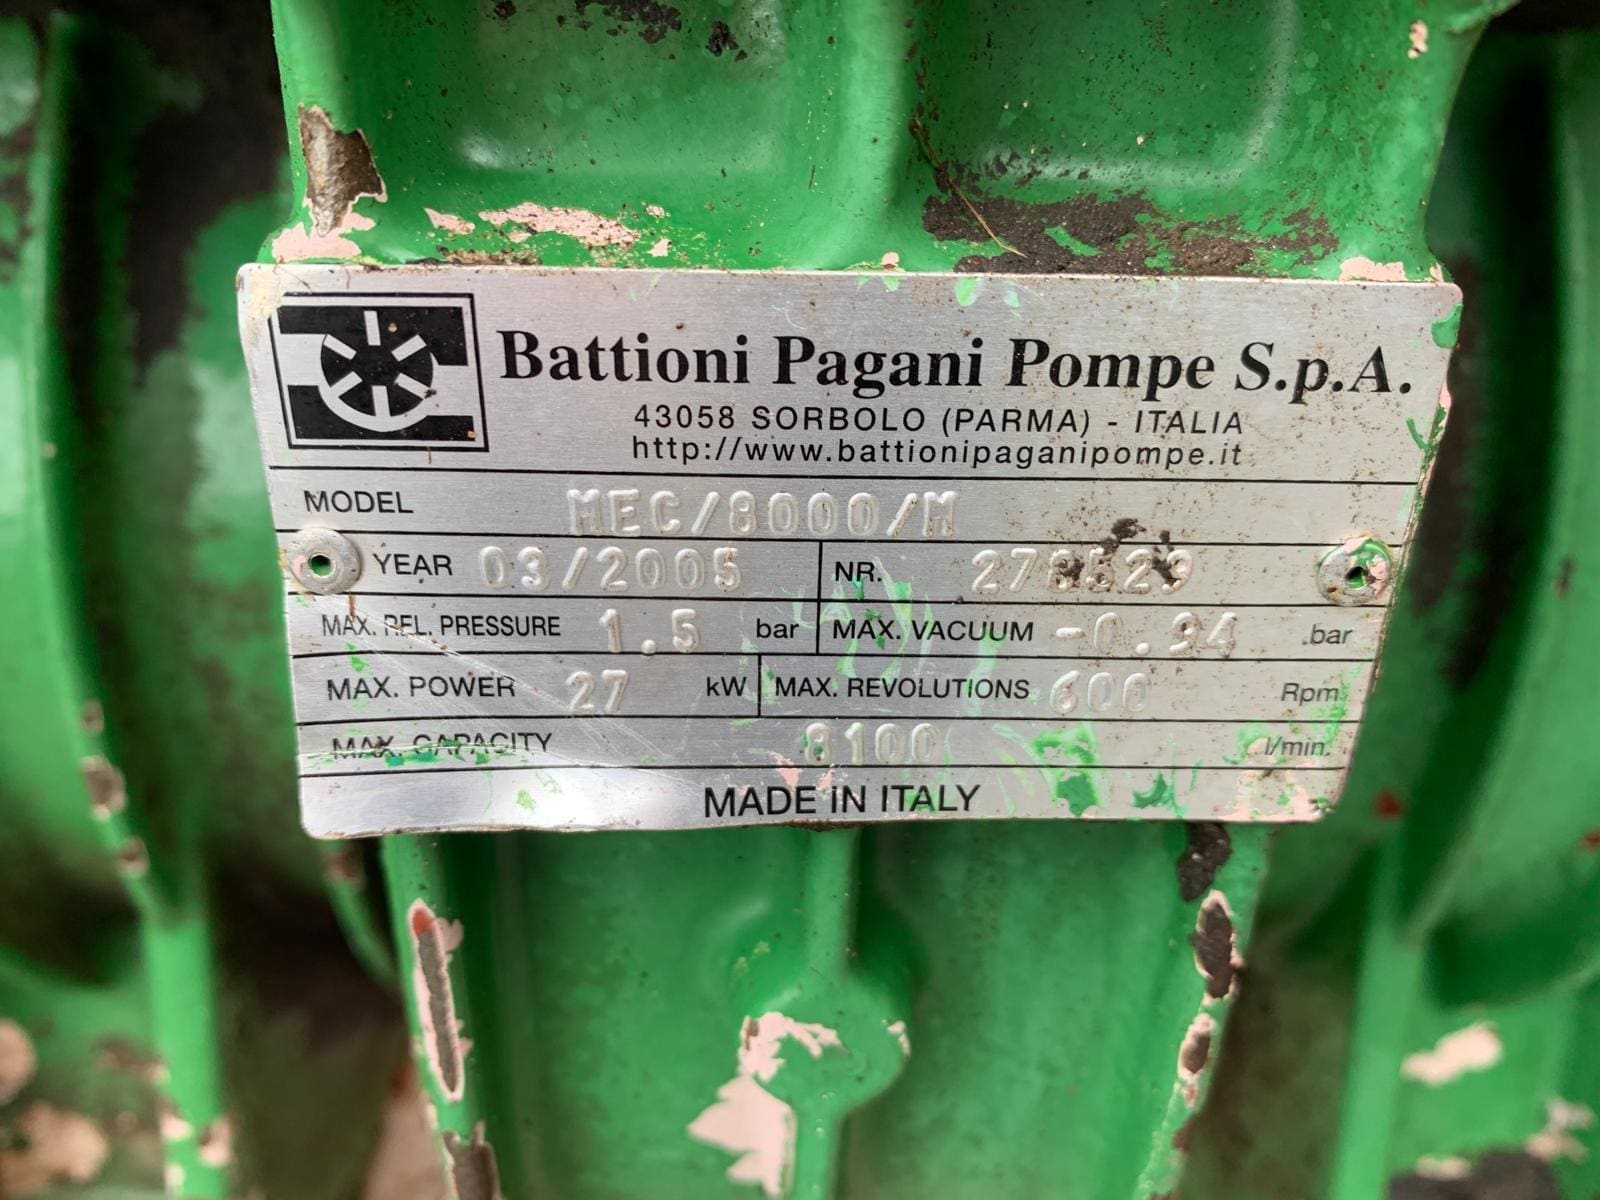 Battioni Pagani Pompe S.p.A.
43058 SORBOLO (PARMA) - ITALIA
http://www.battionipaganipompe.it
MODEL MEC/8000/M
YEAR 03/2005 NR. 278529
MAX. REL. PRESSURE 1.5 bar MAX. VACUUM -0.94 bar
MAX. POWER 27 kW MAX. REVOLUTIONS 600 Rpm
MAX. CAPACITY 8100 l/min.
MADE IN ITALY